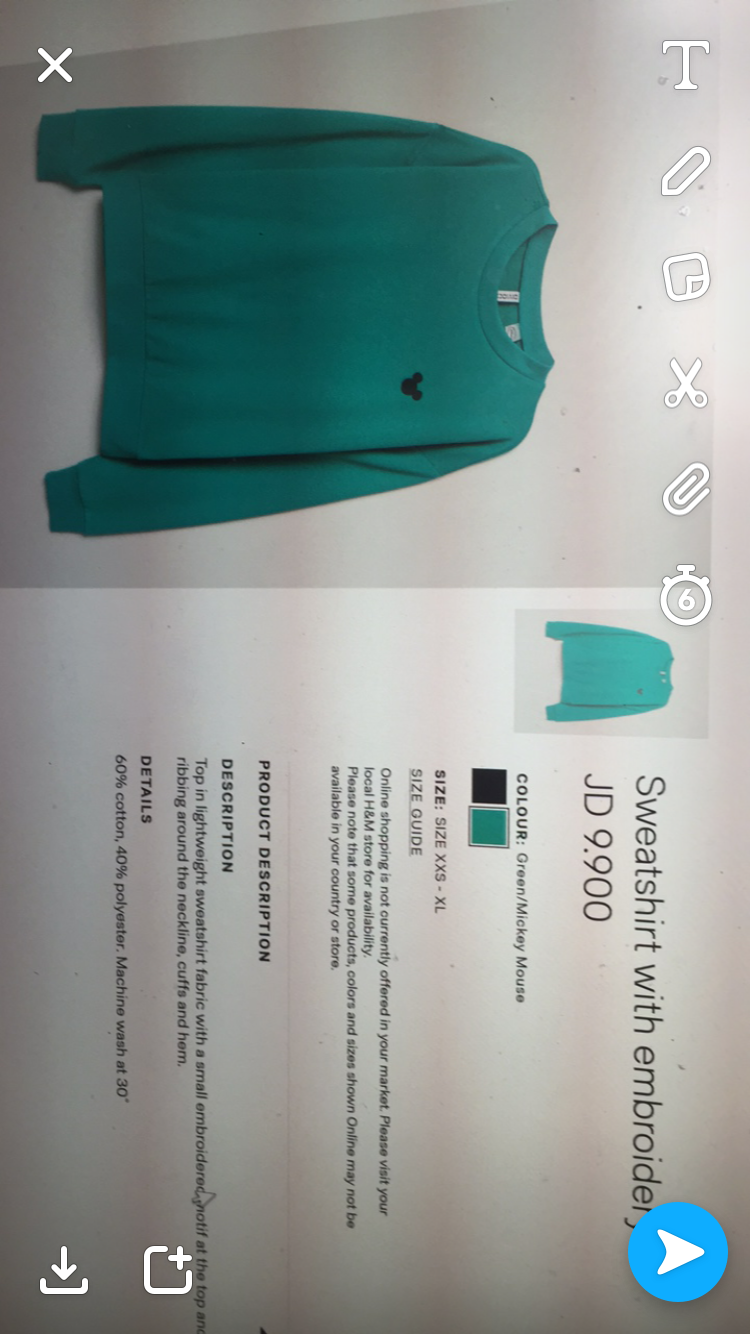 T
6
Sweatshirt with embroidery
JD 9.900
COLOUR: Green/Mickey Mouse
SIZE: SIZE XXS - XL
SIZE GUIDE
Online shopping is not currently offered in your market. Please visit your
local H&M store for availability.
Please note that some products, colors and sizes shown Online may not be
available in your country or store.
PRODUCT DESCRIPTION
DESCRIPTION
Top in lightweight sweatshirt fabric with a small embroidered motif at the top and
ribbing around the neckline, cuffs and hem.
DETAILS
60% cotton, 40% polyester. Machine wash at 30°